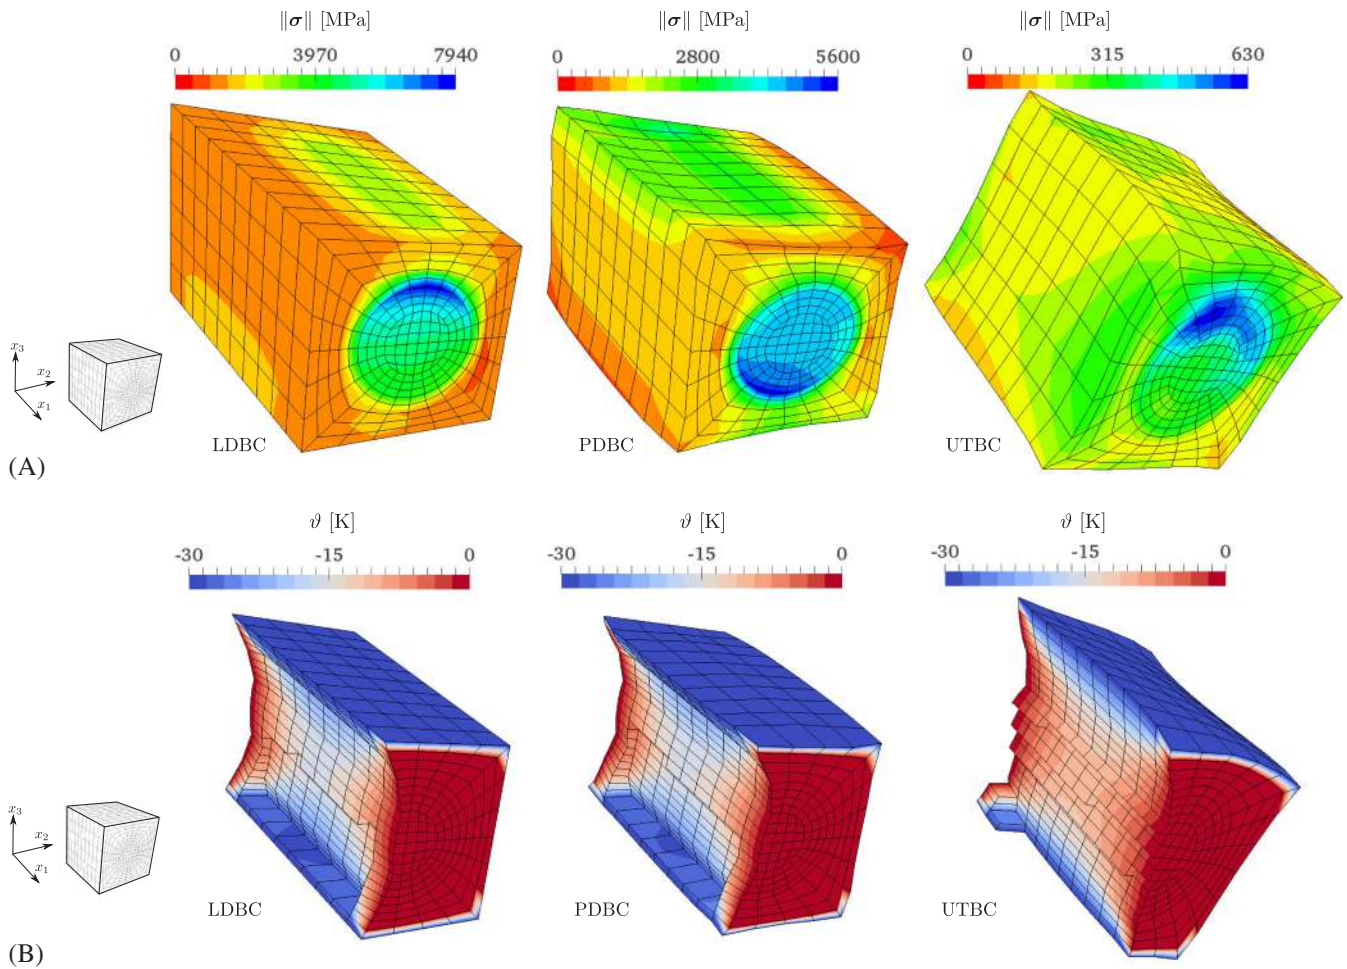 ‖σ‖ [MPa] ‖σ‖ [MPa] ‖σ‖ [MPa]
0 3970 7940 0 2800 5600 0 315 630
x3
x2
x1
LDBC PDBC UTBC
(A)
ϑ [K] ϑ [K] ϑ [K]
-30 -15 0 -30 -15 0 -30 -15 0
x3
x2
x1
LDBC PDBC UTBC
(B)